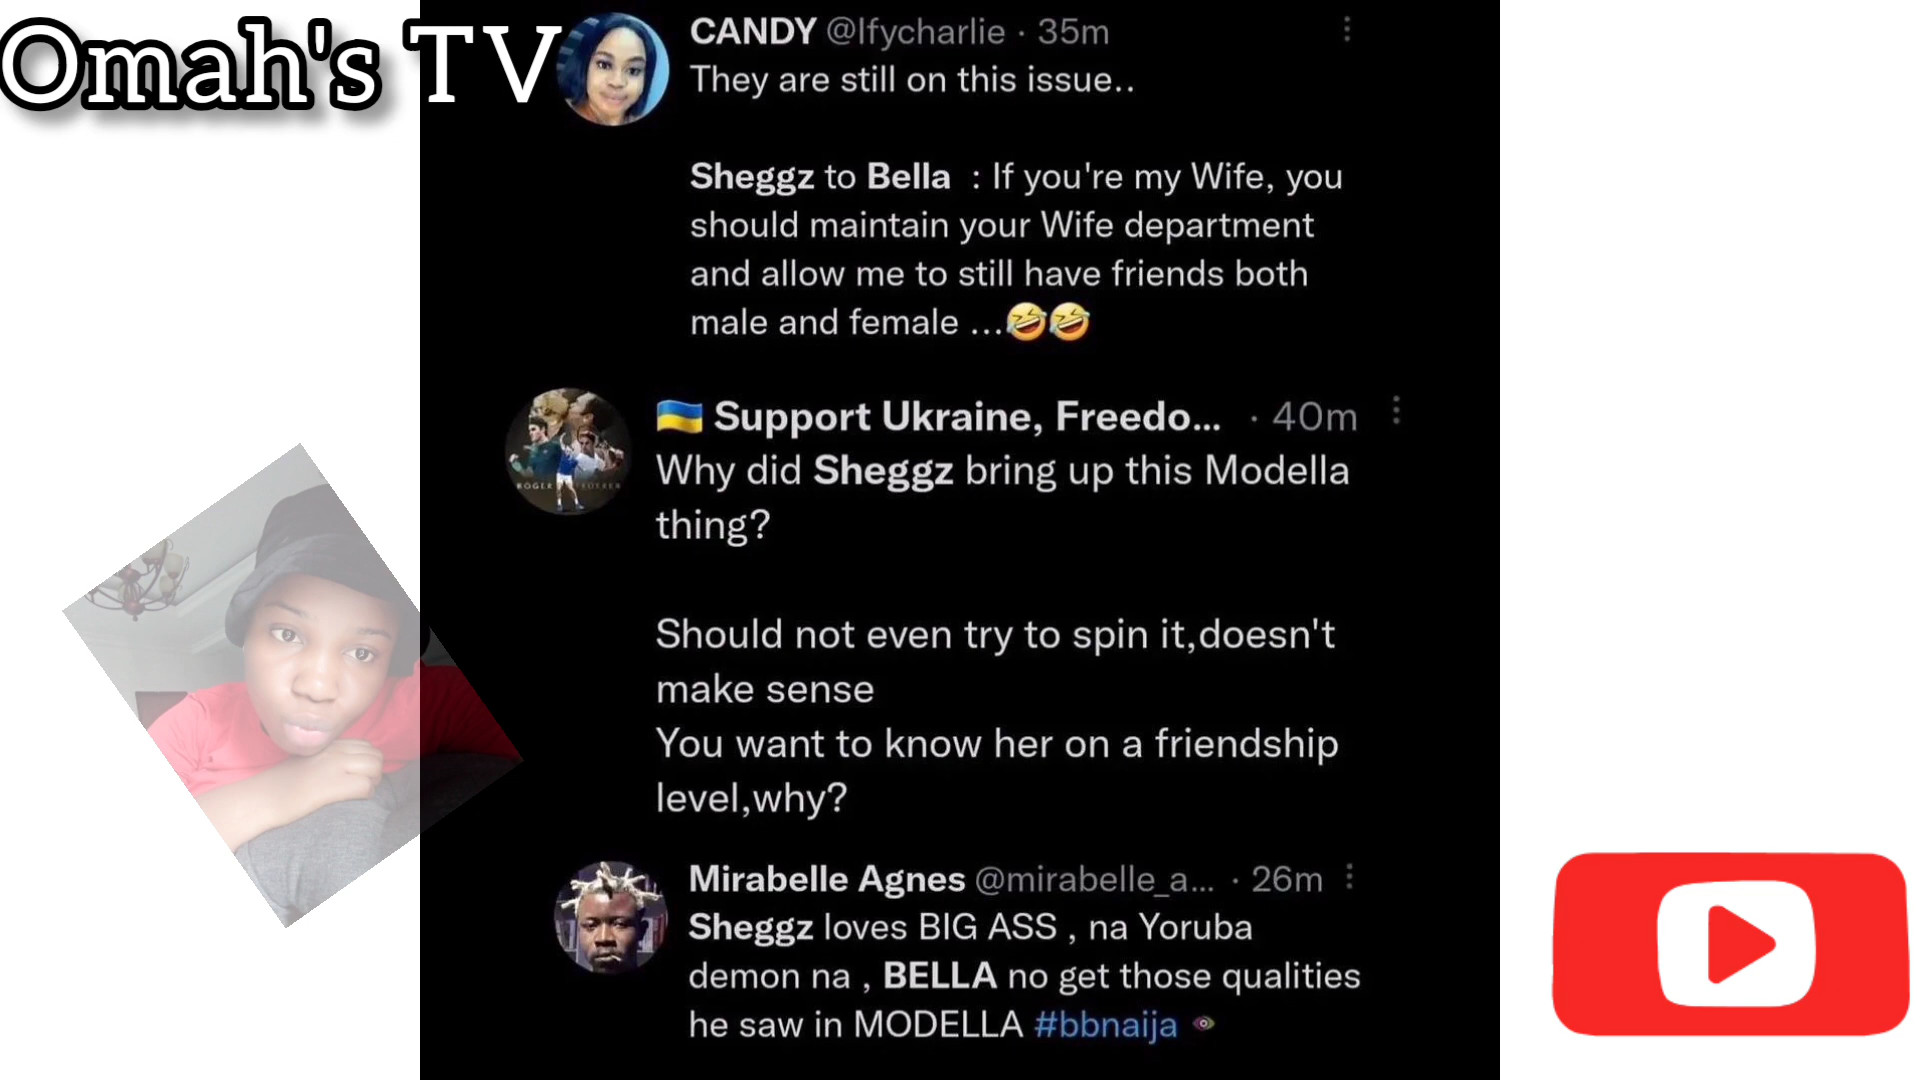 Omah's TV
CANDY @Ifycharlie · 35m
They are still on this issue..
Sheggz to Bella : If you're my Wife, you
should maintain your Wife department
and allow me to still have friends both
male and female ...🤣🤣
🇺🇦 Support Ukraine, Freedo... · 40m
Why did Sheggz bring up this Modella
thing?
Should not even try to spin it,doesn't
make sense
You want to know her on a friendship
level,why?
ROGER FEDERER
Mirabelle Agnes @mirabelle_a... · 26m
Sheggz loves BIG ASS , na Yoruba
demon na , BELLA no get those qualities
he saw in MODELLA #bbnaija